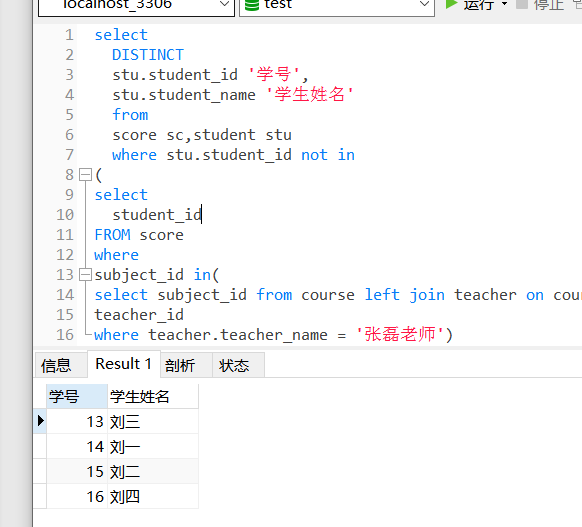 localhost_3306 test 运行 停止
1 select
2 DISTINCT
3 stu.student_id '学号',
4 stu.student_name '学生姓名'
5 from
6 score sc,student stu
7 where stu.student_id not in
8 (
9 select
10 student_id
11 FROM score
12 where
13 subject_id in(
14 select subject_id from course left join teacher on cou
15 teacher_id
16 where teacher.teacher_name = '张磊老师')
信息 Result 1 剖析 状态
学号 学生姓名
13 刘三
14 刘一
15 刘二
16 刘四